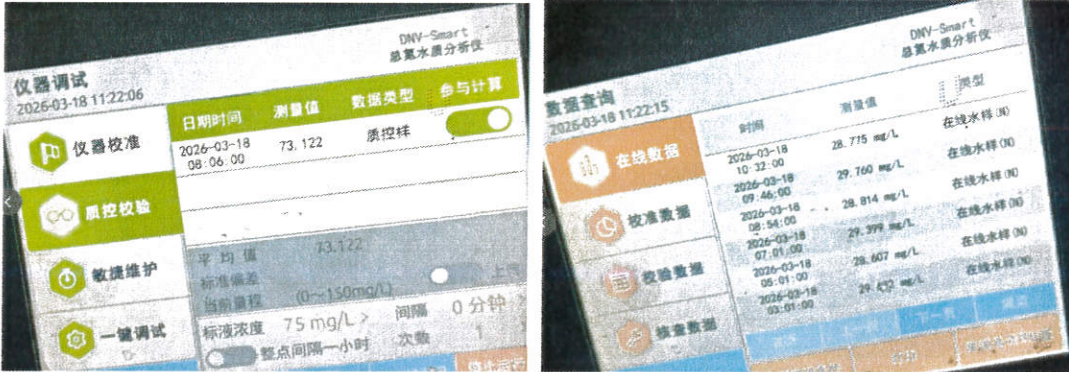 DNV-Smart
总氮水质分析仪
仪器调试
2026-03-18 11:22:06
仪器校准
质控校验
敏捷维护
一键调试
日期时间 测量值 数据类型 参与计算
2026-03-18 08:06:00 73.122 质控样
平均值 73.122
标准偏差
当前量程 (0~150mg/L)
标液浓度 75 mg/L > 间隔 0 分钟
整点间隔一小时 次数 1
DNV-Smart
总氮水质分析仪
数据查询
2026-03-18 11:22:15
在线数据
校准数据
校验数据
核查数据
时间 测量值 类型
2026-03-18 10:32:00 28.775 mg/L 在线水样(N)
2026-03-18 09:46:00 29.760 mg/L 在线水样(N)
2026-03-18 08:54:00 28.814 mg/L 在线水样(N)
2026-03-18 07:01:00 29.399 mg/L 在线水样(N)
2026-03-18 05:01:00 28.607 mg/L 在线水样(N)
2026-03-18 03:01:00 mg/L 在线水样(N)
下一页